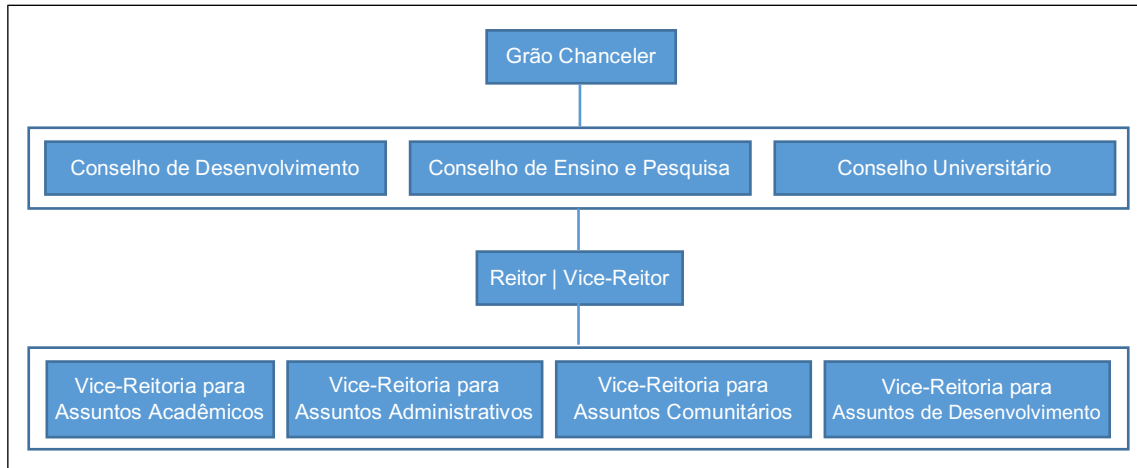 Grão Chanceler
Conselho de Desenvolvimento
Conselho de Ensino e Pesquisa
Conselho Universitário
Reitor | Vice-Reitor
Vice-Reitoria para
Assuntos Acadêmicos
Vice-Reitoria para
Assuntos Administrativos
Vice-Reitoria para
Assuntos Comunitários
Vice-Reitoria para
Assuntos de Desenvolvimento